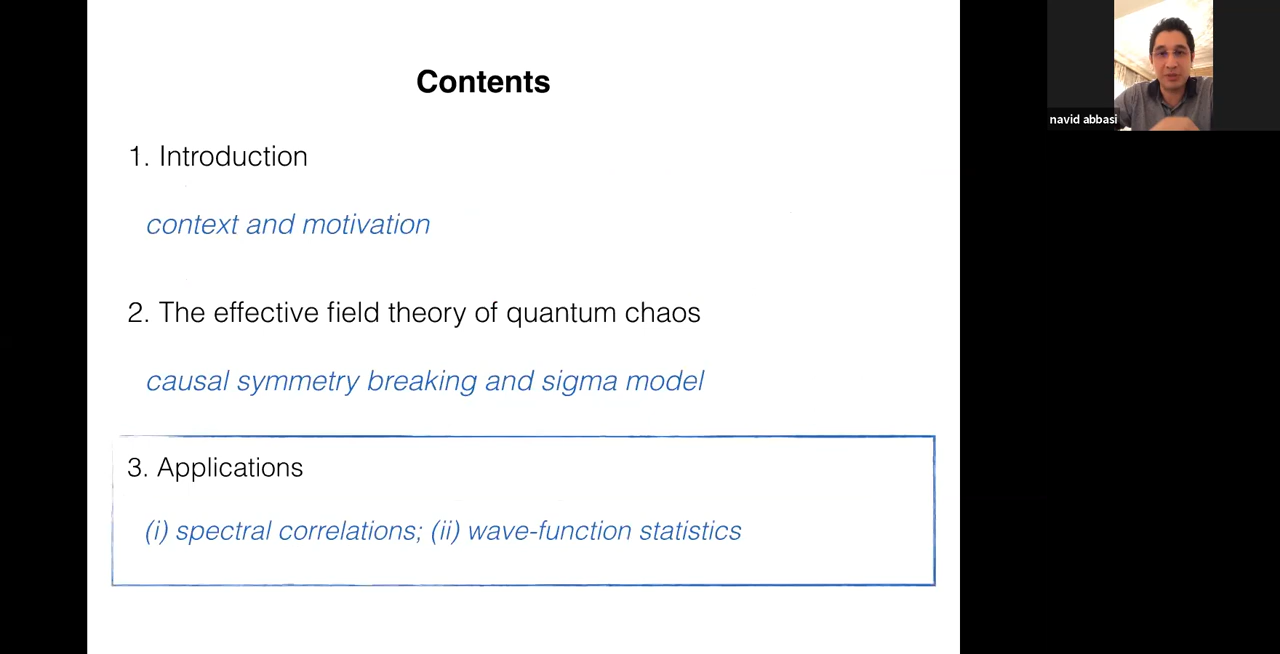 Contents
1. Introduction
context and motivation
2. The effective field theory of quantum chaos
causal symmetry breaking and sigma model
3. Applications
(i) spectral correlations; (ii) wave-function statistics
navid abbasi